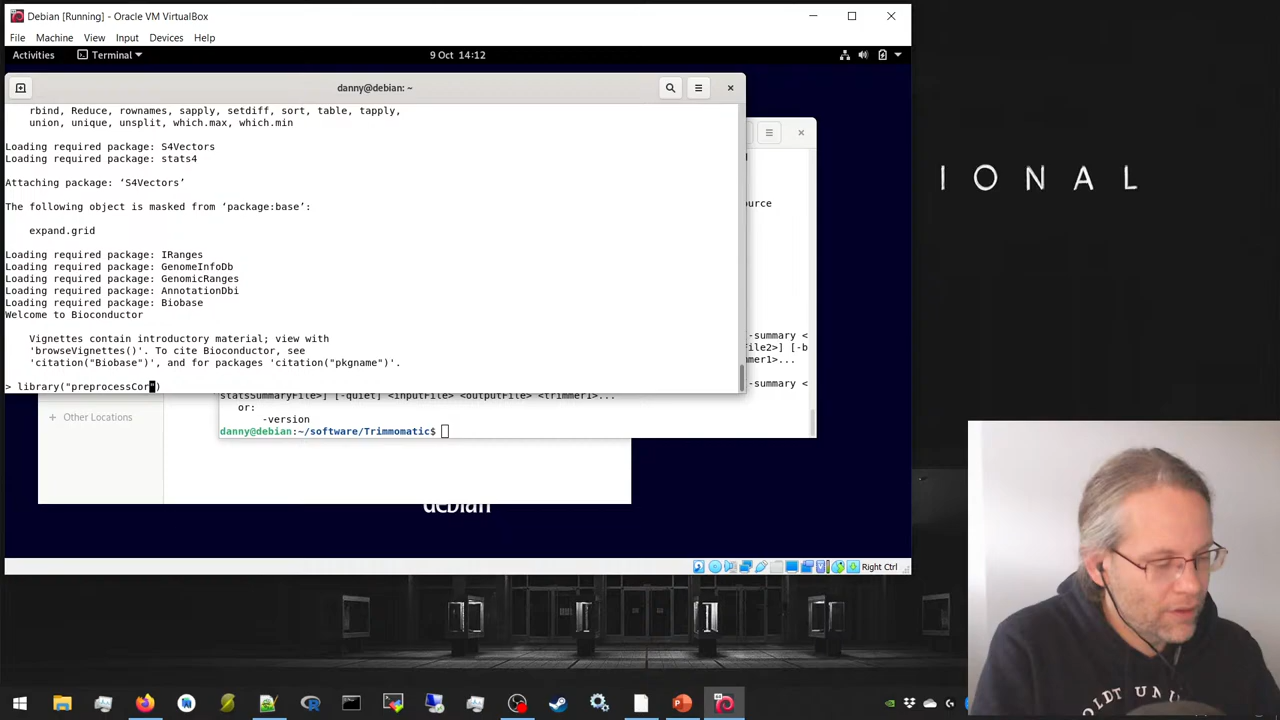 Debian [Running] - Oracle VM VirtualBox
File Machine View Input Devices Help
Activities Terminal 9 Oct 14:12
danny@debian: ~
rbind, Reduce, rownames, sapply, setdiff, sort, table, tapply,
union, unique, unsplit, which.max, which.min
Loading required package: S4Vectors
Loading required package: stats4
Attaching package: ‘S4Vectors’
The following object is masked from ‘package:base’:
expand.grid
Loading required package: IRanges
Loading required package: GenomeInfoDb
Loading required package: GenomicRanges
Loading required package: AnnotationDbi
Loading required package: Biobase
Welcome to Bioconductor
Vignettes contain introductory material; view with
'browseVignettes()'. To cite Bioconductor, see
'citation("Biobase")', and for packages 'citation("pkgname")'.
> library("preprocessCor")
ource
-summary <
ile2>] [-b
mer1>...
-summary <
statsSummaryFile>] [-quiet] <inputFile> <outputFile> <trimmer1>...
or:
-version
danny@debian:~/software/Trimmomatic$
Other Locations
debian
I O N A L
Right Ctrl
OLDT UNI